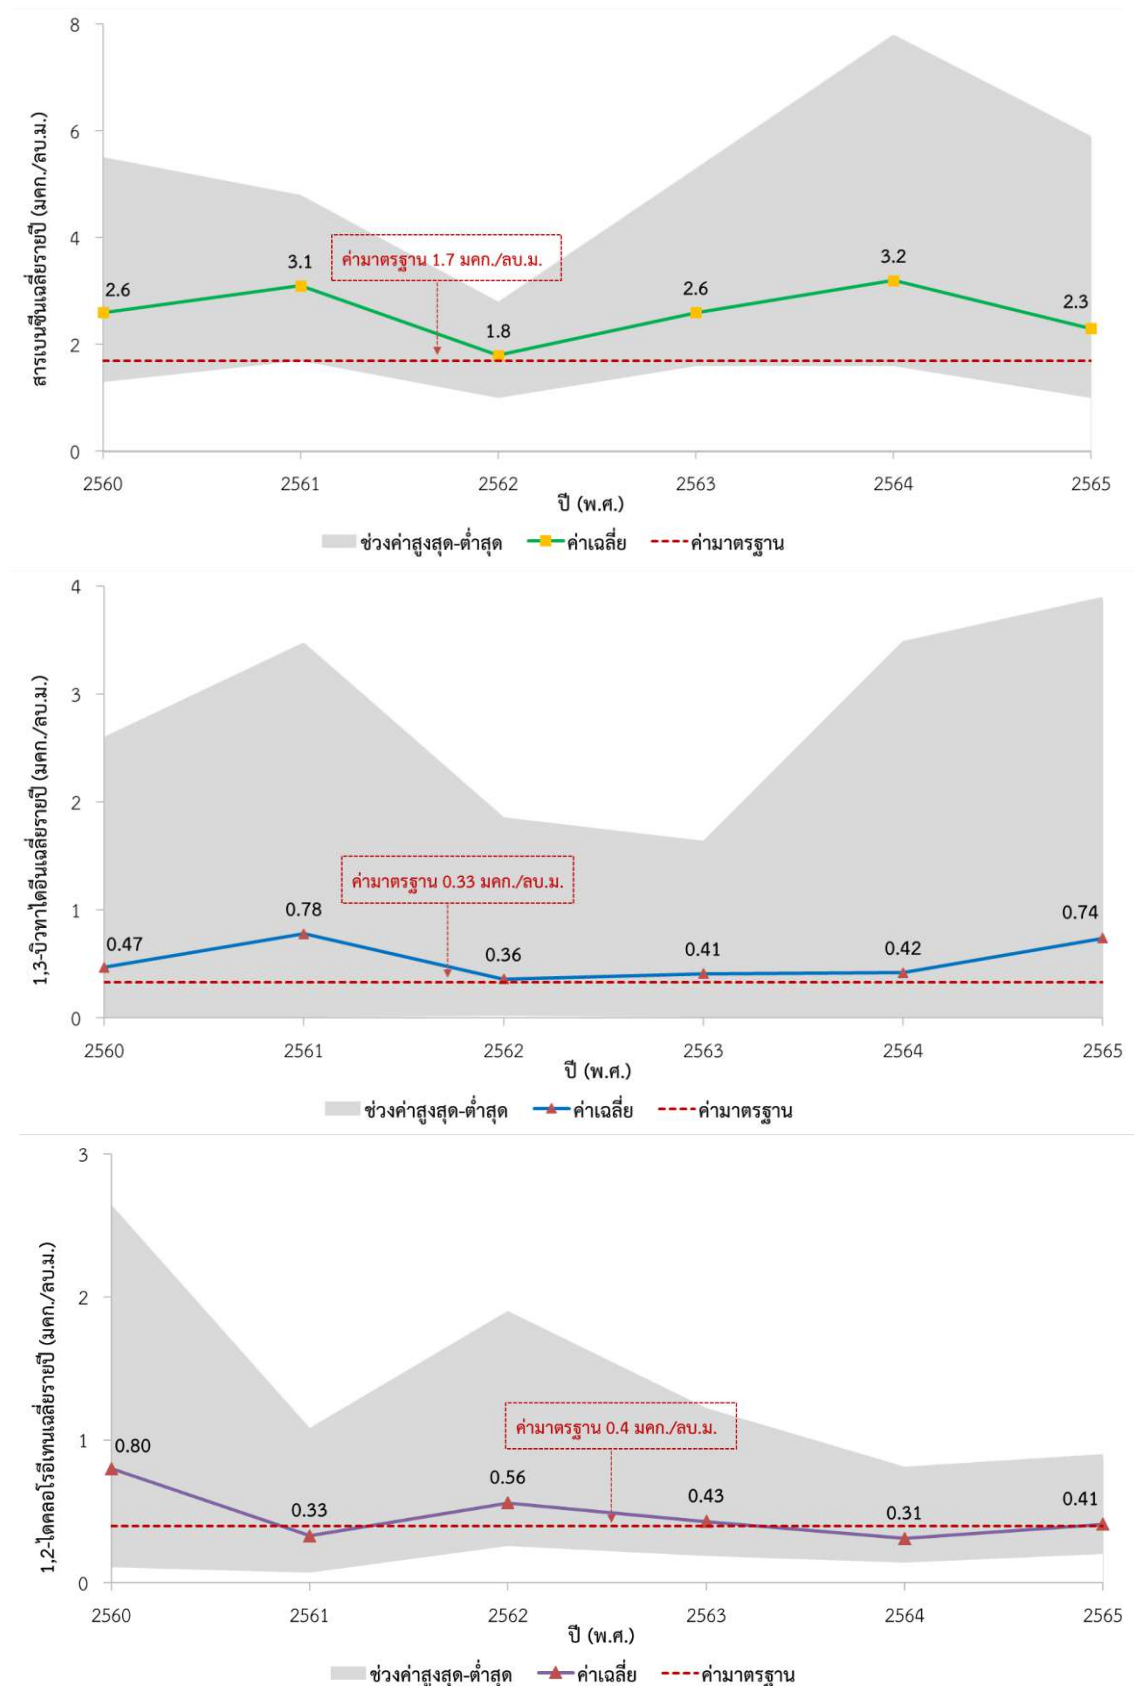 8
6
4
2
0
สารเบนซีนเฉลี่ยรายปี (มคก./ลบ.ม.)
ค่ามาตรฐาน 1.7 มคก./ลบ.ม.
2.6
3.1
1.8
2.6
3.2
2.3
2560 2561 2562 2563 2564 2565
ปี (พ.ศ.)
ช่วงค่าสูงสุด-ต่ำสุด ค่าเฉลี่ย ค่ามาตรฐาน
4
3
2
1
0
1,3-บิวทาไดอีนเฉลี่ยรายปี (มคก./ลบ.ม.)
ค่ามาตรฐาน 0.33 มคก./ลบ.ม.
0.47
0.78
0.36
0.41
0.42
0.74
2560 2561 2562 2563 2564 2565
ปี (พ.ศ.)
ช่วงค่าสูงสุด-ต่ำสุด ค่าเฉลี่ย ค่ามาตรฐาน
3
2
1
0
1,2-ไดคลอโรอีเทนเฉลี่ยรายปี (มคก./ลบ.ม.)
ค่ามาตรฐาน 0.4 มคก./ลบ.ม.
0.80
0.33
0.56
0.43
0.31
0.41
2560 2561 2562 2563 2564 2565
ปี (พ.ศ.)
ช่วงค่าสูงสุด-ต่ำสุด ค่าเฉลี่ย ค่ามาตรฐาน